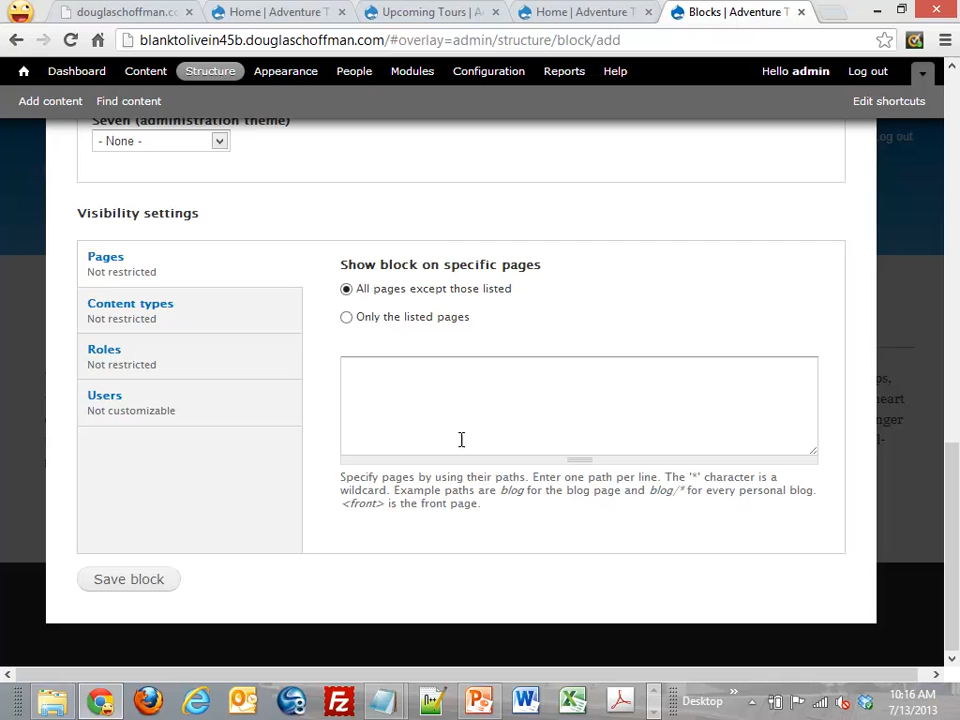 douglaschoffman.co
Home | Adventure T
Upcoming Tours | A
Home | Adventure T
Blocks | Adventure T
blanktolivein45b.douglaschoffman.com/#overlay=admin/structure/block/add
Dashboard Content Structure Appearance People Modules Configuration Reports Help Hello admin Log out
Add content Find content Edit shortcuts
Log out
Seven (administration theme)
- None -
Visibility settings
Pages
Not restricted
Content types
Not restricted
Roles
Not restricted
Users
Not customizable
Show block on specific pages
All pages except those listed
Only the listed pages
Specify pages by using their paths. Enter one path per line. The '*' character is a
wildcard. Example paths are blog for the blog page and blog/* for every personal blog.
<front> is the front page.
Save block
Desktop
10:16 AM
7/13/2013